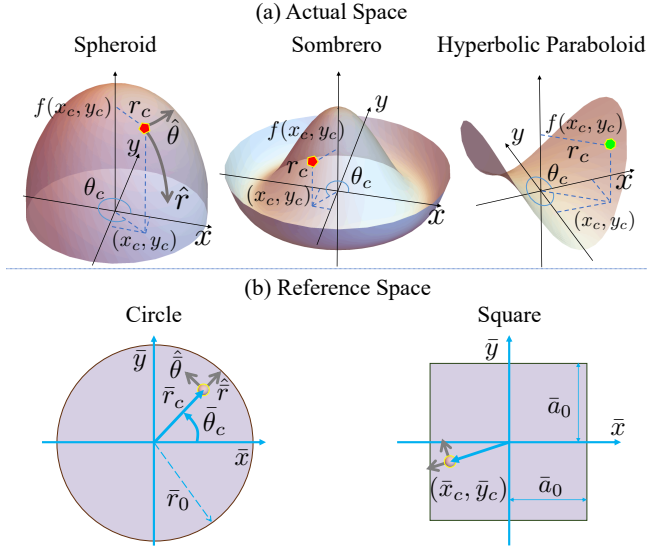 (a) Actual Space
Spheroid
Sombrero
Hyperbolic Paraboloid
f(x_c, y_c)
r_c
θ̂
y
θ_c
r̂
(x_c, y_c)
x
y
f(x_c, y_c)
r_c
θ_c
(x_c, y_c)
x
f(x_c, y_c)
y
r_c
θ_c
x
(x_c, y_c)
(b) Reference Space
Circle
Square
ȳ
θ̄̂
r̄_c
r̄̂
θ̄_c
x̄
r̄_0
ȳ
ā_0
x̄
(x̄_c, ȳ_c)
ā_0